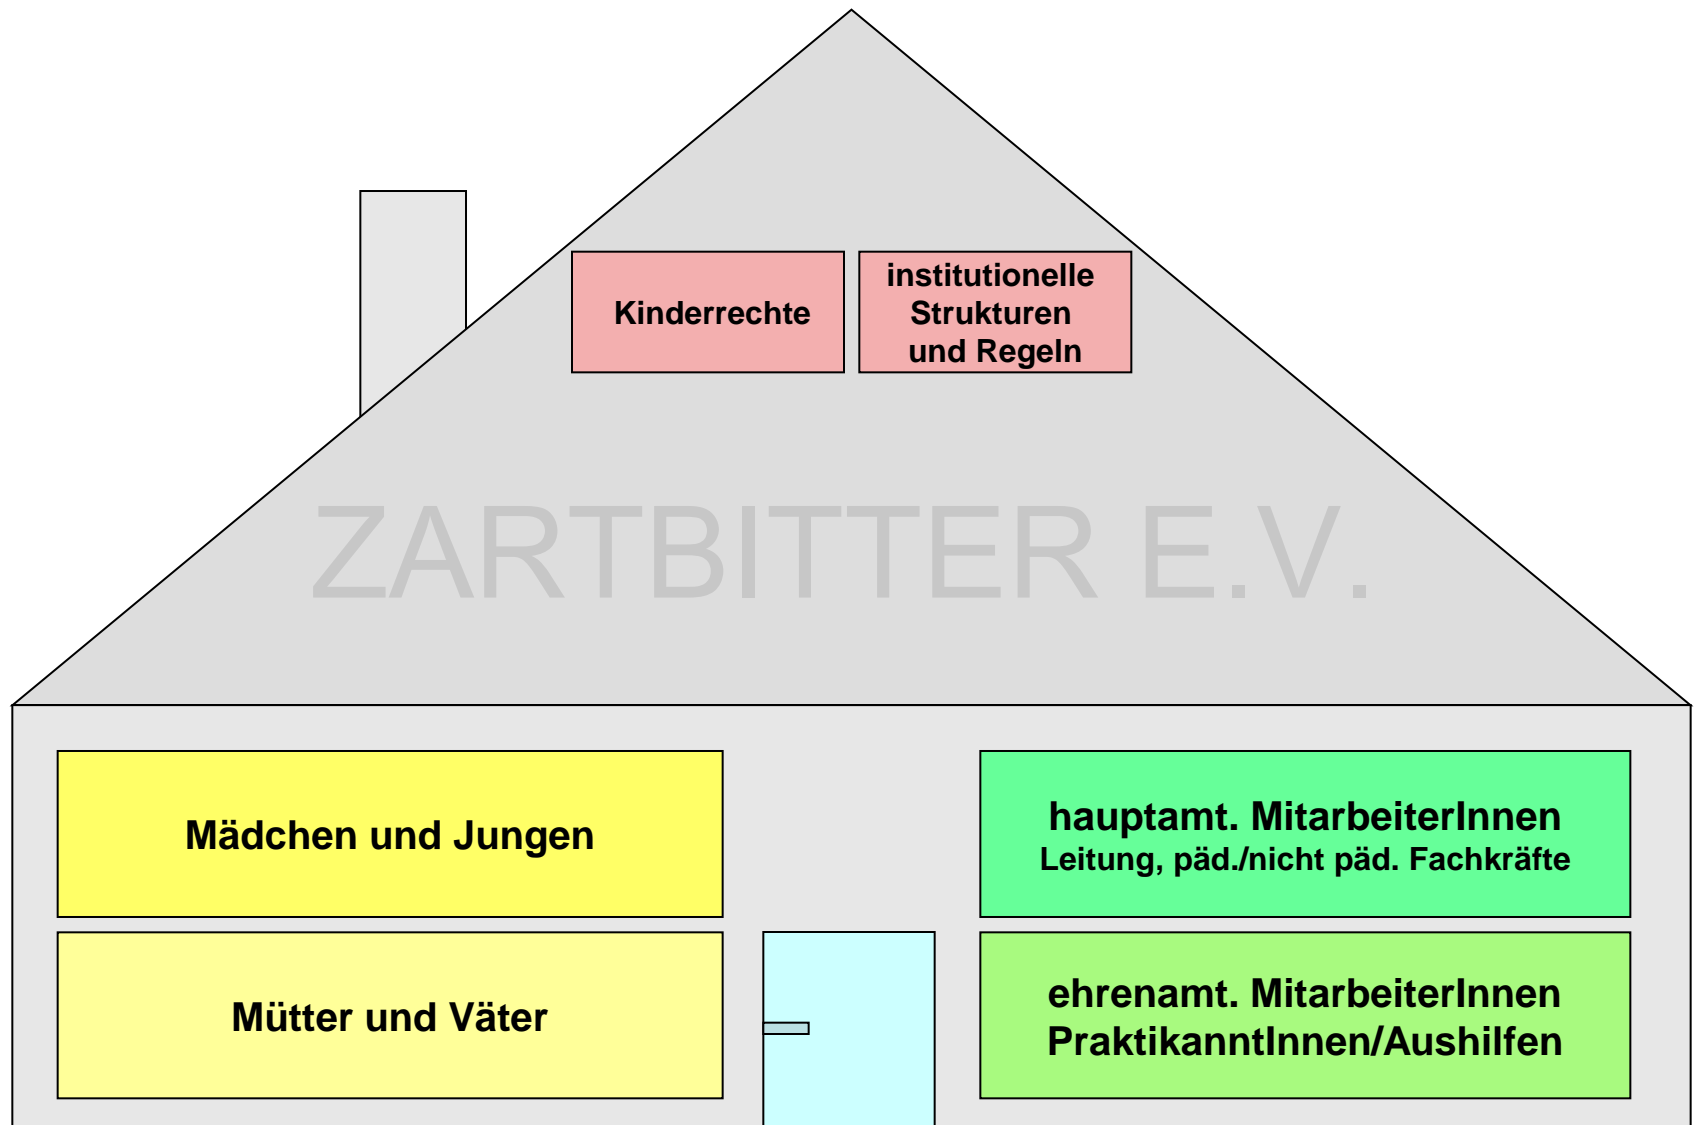 Kinderrechte
institutionelle
Strukturen
und Regeln
ZARTBITTER E.V.
Mädchen und Jungen
hauptamt. MitarbeiterInnen
Leitung, päd./nicht päd. Fachkräfte
Mütter und Väter
ehrenamt. MitarbeiterInnen
PraktikanntInnen/Aushilfen